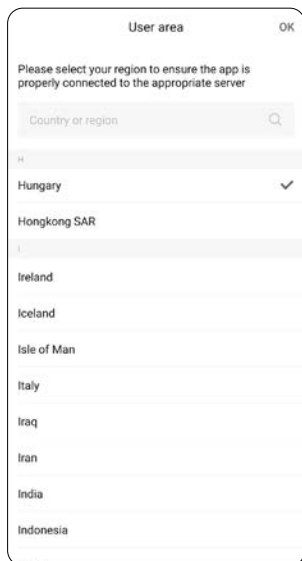 User area
OK
Please select your region to ensure the app is
properly connected to the appropriate server
Country or region
H
Hungary
Hongkong SAR
I
Ireland
Iceland
Isle of Man
Italy
Iraq
Iran
India
Indonesia